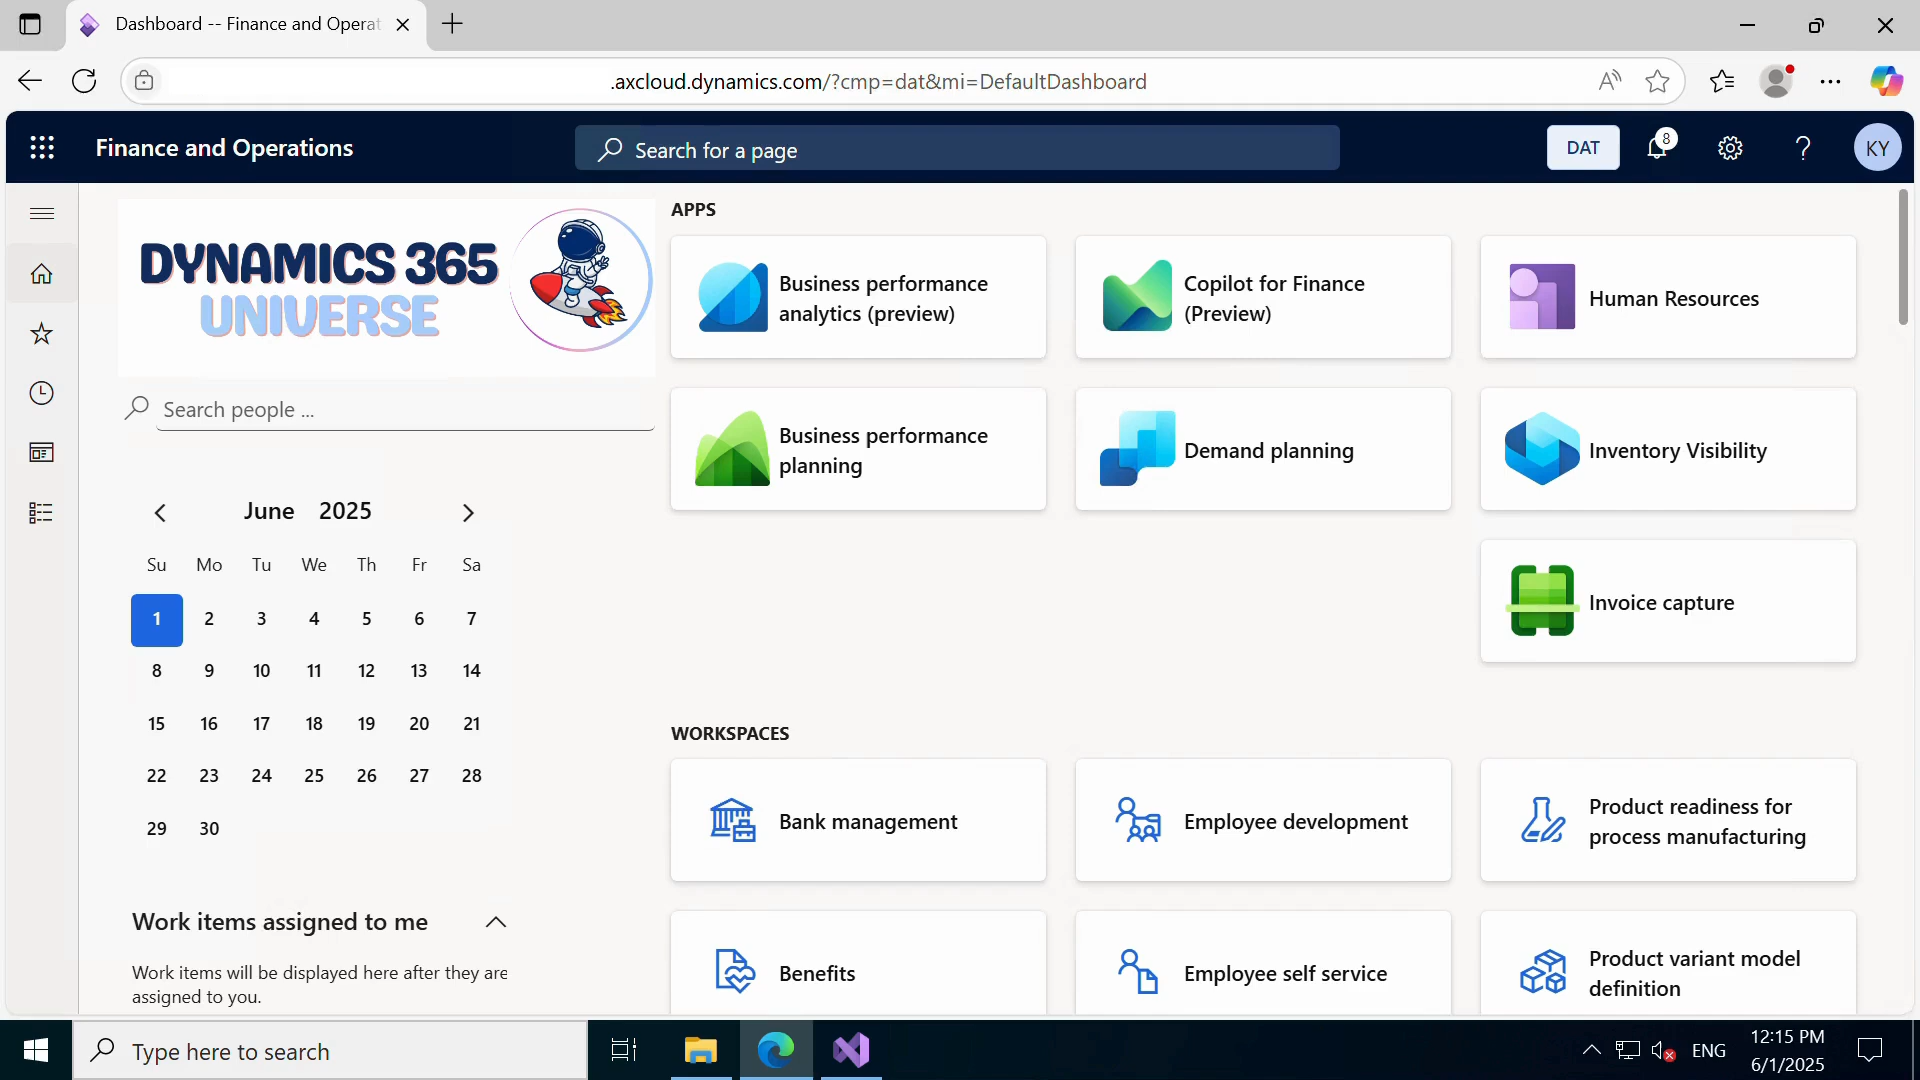 Dashboard -- Finance and Operat
.axcloud.dynamics.com/?cmp=dat&mi=DefaultDashboard
Finance and Operations
Search for a page
DAT
8
KY
DYNAMICS 365
UNIVERSE
Search people ...
June 2025
Su Mo Tu We Th Fr Sa
1 2 3 4 5 6 7
8 9 10 11 12 13 14
15 16 17 18 19 20 21
22 23 24 25 26 27 28
29 30
Work items assigned to me
Work items will be displayed here after they are
assigned to you.
APPS
Business performance
analytics (preview)
Copilot for Finance
(Preview)
Human Resources
Business performance
planning
Demand planning
Inventory Visibility
Invoice capture
WORKSPACES
Bank management
Employee development
Product readiness for
process manufacturing
Benefits
Employee self service
Product variant model
definition
Type here to search
ENG
12:15 PM
6/1/2025